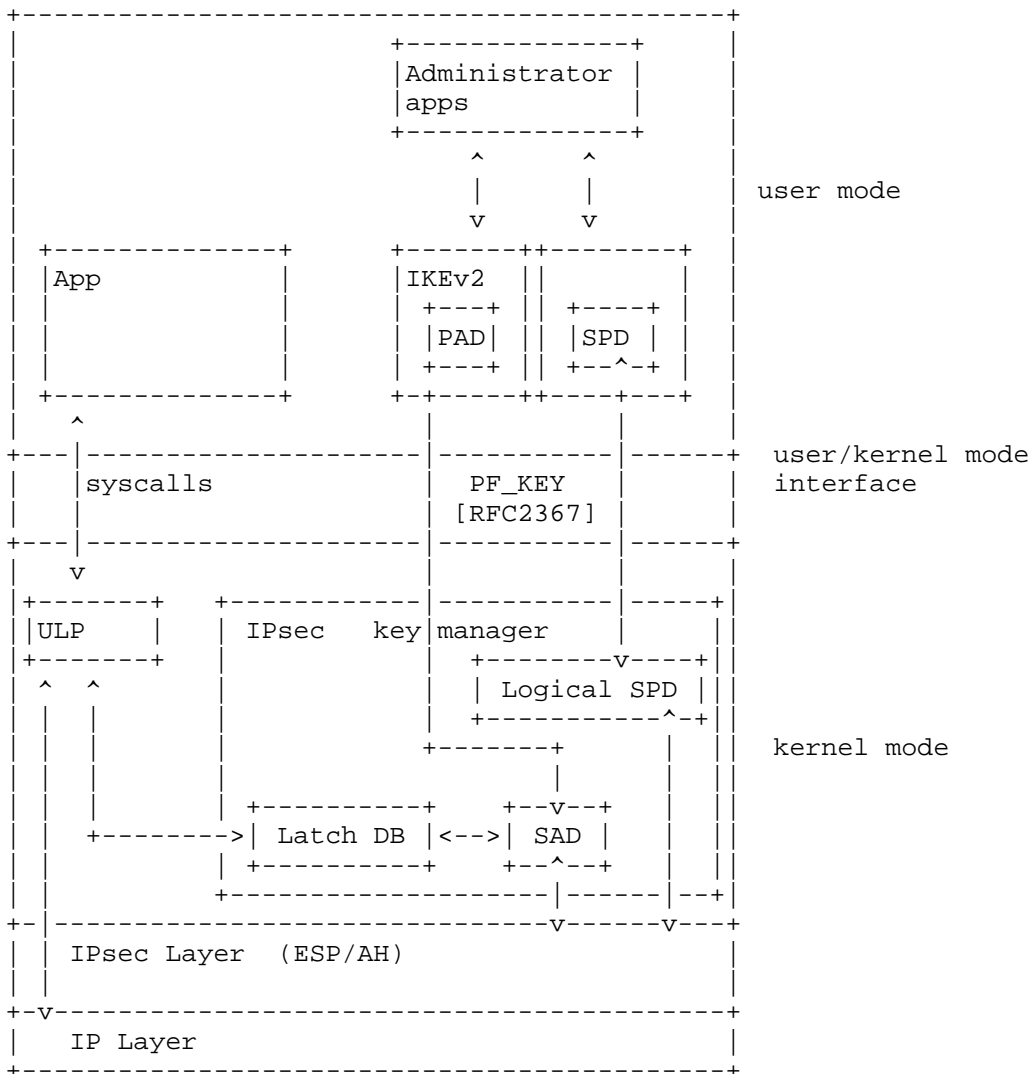 Administrator
apps
user mode
App IKEv2
PAD SPD
user/kernel mode
syscalls PF_KEY interface
[RFC2367]
ULP IPsec key manager
Logical SPD
kernel mode
Latch DB SAD
IPsec Layer (ESP/AH)
IP Layer